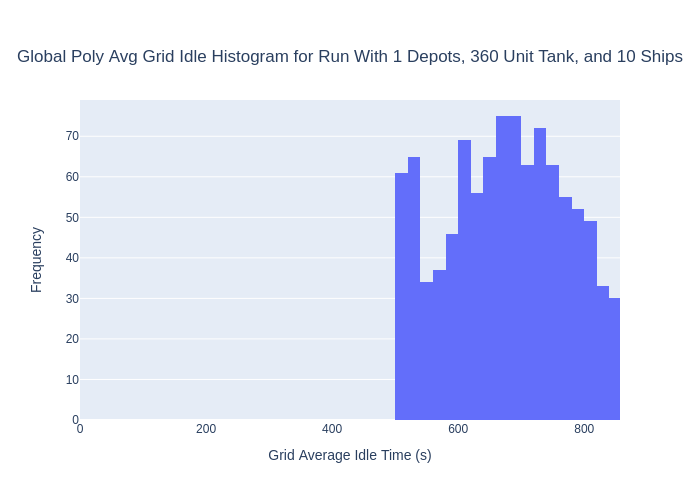 Global Poly Avg Grid Idle Histogram for Run With 1 Depots, 360 Unit Tank, and 10 Ships
70
60
50
40
30
20
10
0
0 200 400 600 800
Frequency
Grid Average Idle Time (s)